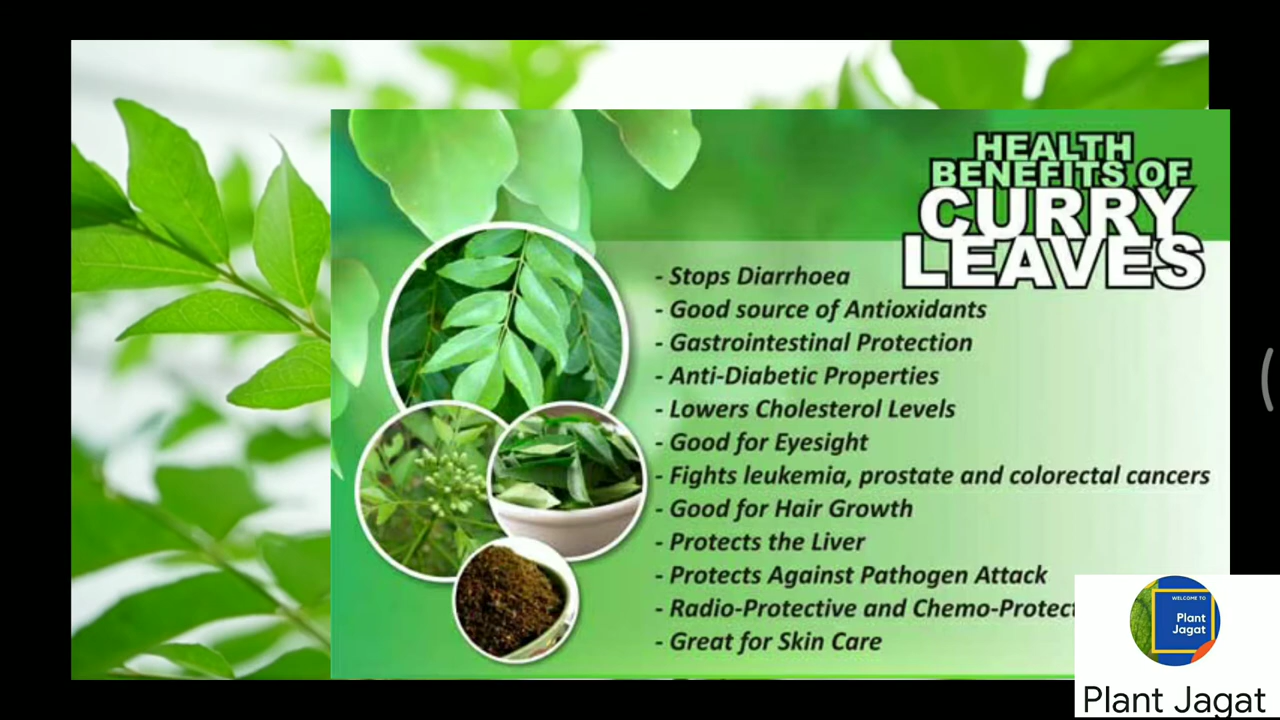 HEALTH
BENEFITS OF
CURRY
LEAVES
- Stops Diarrhoea
- Good source of Antioxidants
- Gastrointestinal Protection
- Anti-Diabetic Properties
- Lowers Cholesterol Levels
- Good for Eyesight
- Fights leukemia, prostate and colorectal cancers
- Good for Hair Growth
- Protects the Liver
- Protects Against Pathogen Attack
- Radio-Protective and Chemo-Protect
- Great for Skin Care
WELCOME TO
Plant
Jagat
Plant Jagat